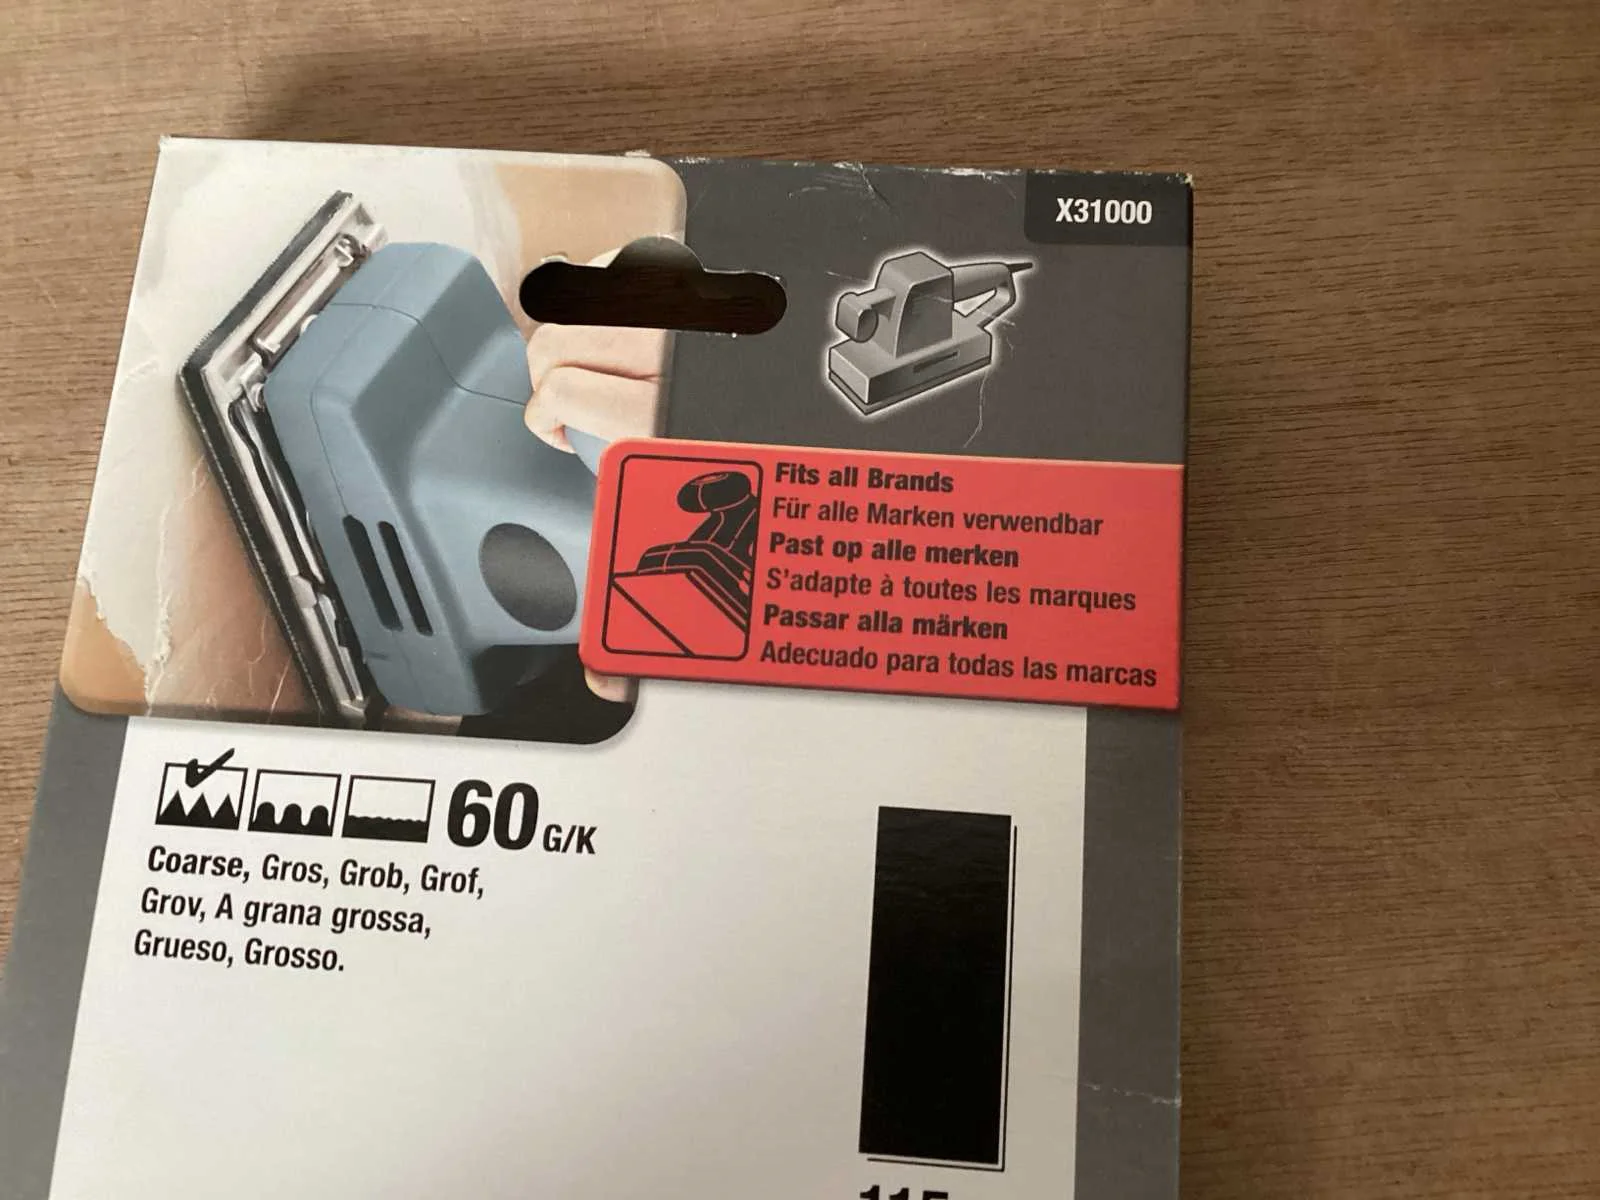 X31000
Fits all Brands
Für alle Marken verwendbar
Past op alle merken
S'adapte à toutes les marques
Passar alla märken
Adecuado para todas las marcas
60 G/K
Coarse, Gros, Grob, Grof,
Grov, A grana grossa,
Grueso, Grosso.